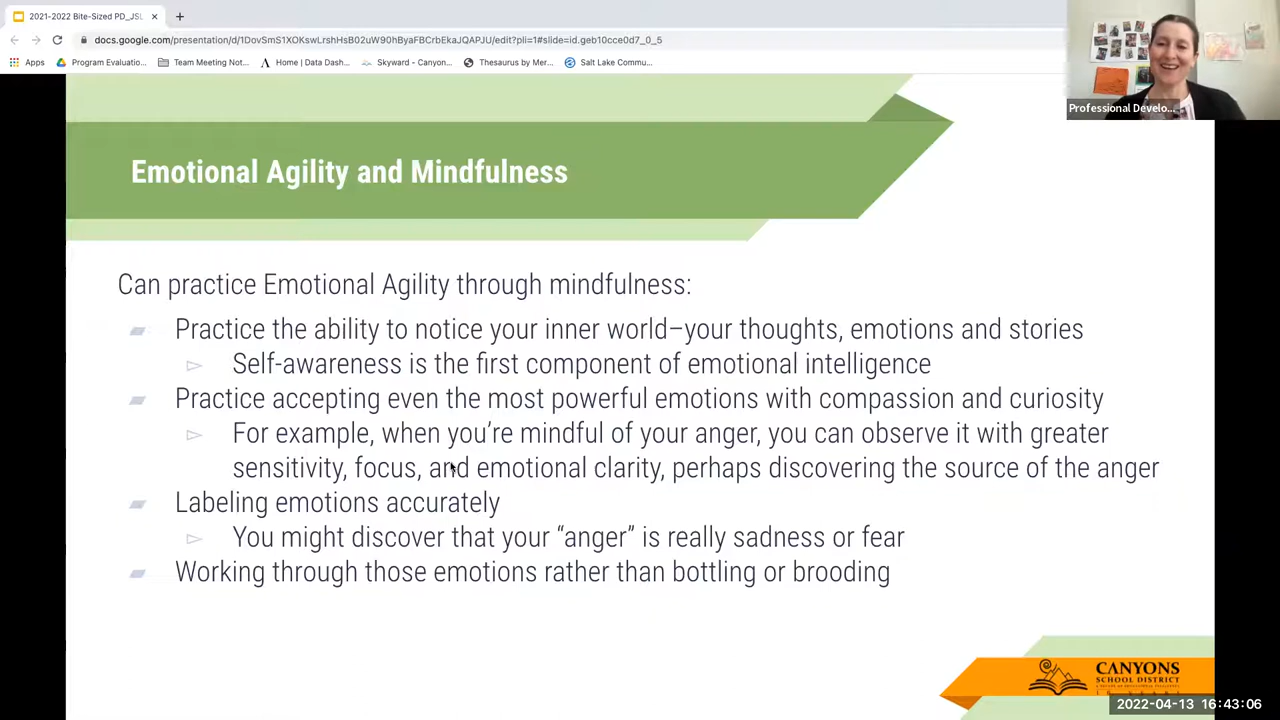 2021-2022 Bite-Sized PD_JSL
docs.google.com/presentation/d/1DovSmS1XOKswLrshHsB02uW90hByaFBCrbEkaJQAPJU/edit?pli=1#slide=id.geb10cce0d7_0_5
Apps Program Evaluatio... Team Meeting Not... Home | Data Dash... Skyward - Canyon... Thesaurus by Mer... Salt Lake Commu...
Professional Develo...
Emotional Agility and Mindfulness
Can practice Emotional Agility through mindfulness:
Practice the ability to notice your inner world–your thoughts, emotions and stories
Self-awareness is the first component of emotional intelligence
Practice accepting even the most powerful emotions with compassion and curiosity
For example, when you’re mindful of your anger, you can observe it with greater
sensitivity, focus, and emotional clarity, perhaps discovering the source of the anger
Labeling emotions accurately
You might discover that your “anger” is really sadness or fear
Working through those emotions rather than bottling or brooding
CANYONS
SCHOOL DISTRICT
2022-04-13 16:43:06